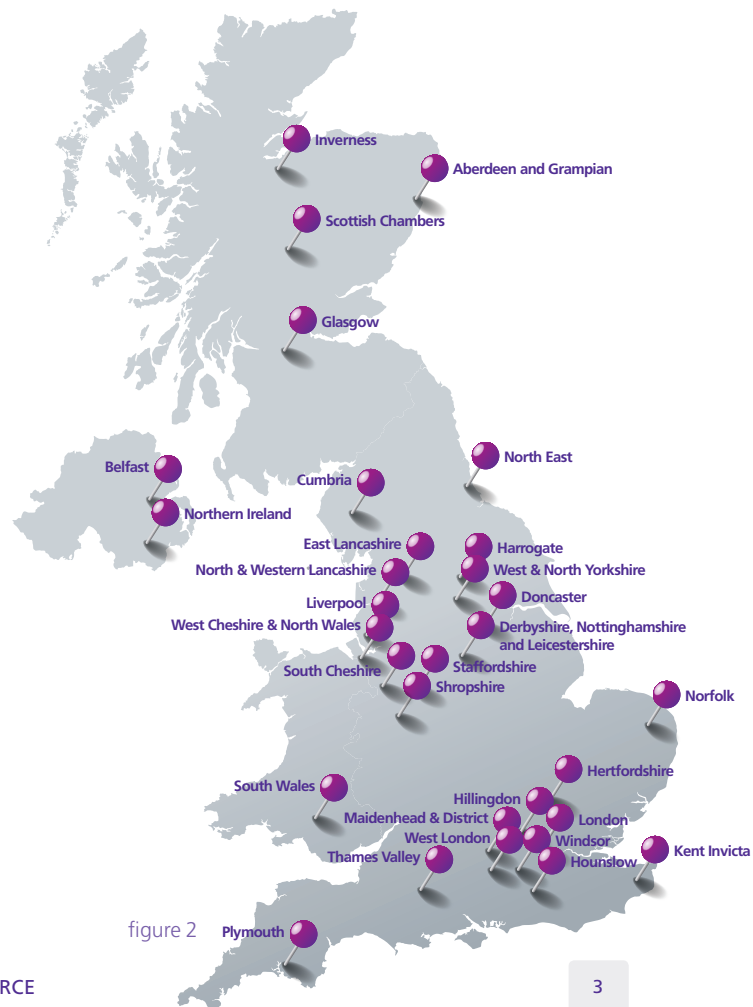 Inverness
Aberdeen and Grampian
Scottish Chambers
Glasgow
North East
Belfast
Cumbria
Northern Ireland
East Lancashire
Harrogate
North & Western Lancashire
West & North Yorkshire
Doncaster
Liverpool
West Cheshire & North Wales
Derbyshire, Nottinghamshire
and Leicestershire
South Cheshire
Staffordshire
Shropshire
Norfolk
Hertfordshire
South Wales
Hillingdon
Maidenhead & District
London
West London
Windsor
Kent Invicta
Thames Valley
Hounslow
figure 2
Plymouth
RCE
3